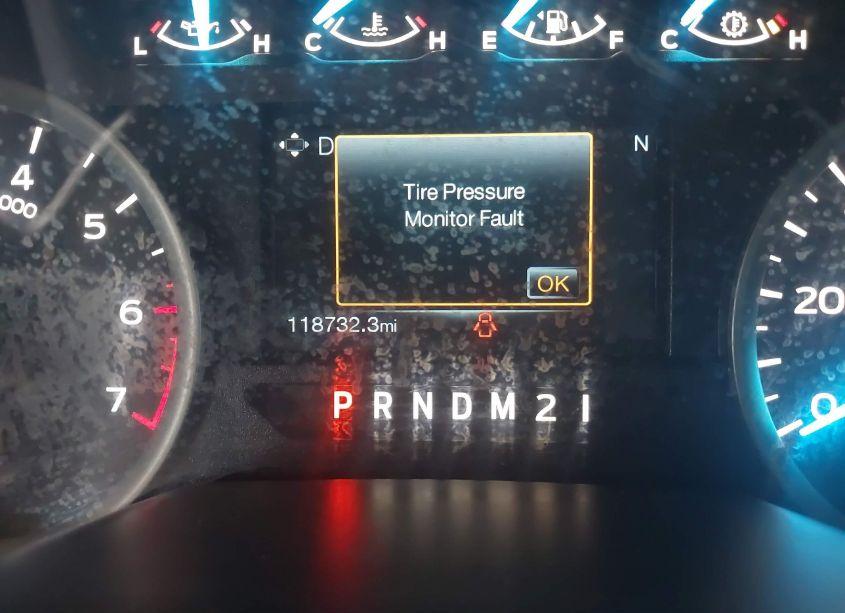 L H C H E F C H
D
N
4
000
5
6
7
Tire Pressure
Monitor Fault
OK
118732.3mi
P R N D M 2 1
20
0